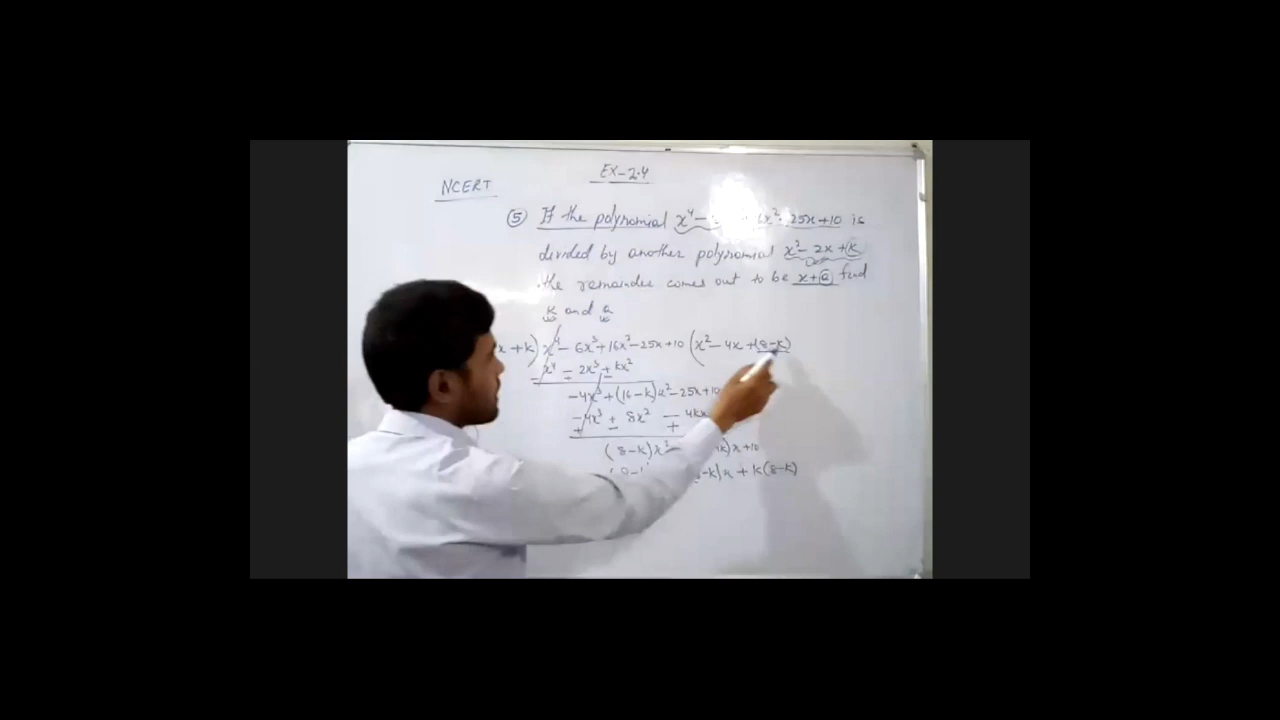 EX-2.4
NCERT
⑤ If the polynomial x⁴ – 6x² – 25x + 10 is
divided by another polynomial x² – 2x + k
the remainder comes out to be x + a find
k and a
x + k) x⁴ – 6x³ + 16x² – 25x + 10 (x² – 4x + (8–k)
x⁴ – 2x³ + kx²
– 4x³ + (16–k)x² – 25x + 10
– 4x³ + 8x² – 4kx
(8–k)x² k)x + 10
–k)x + k(8–k)